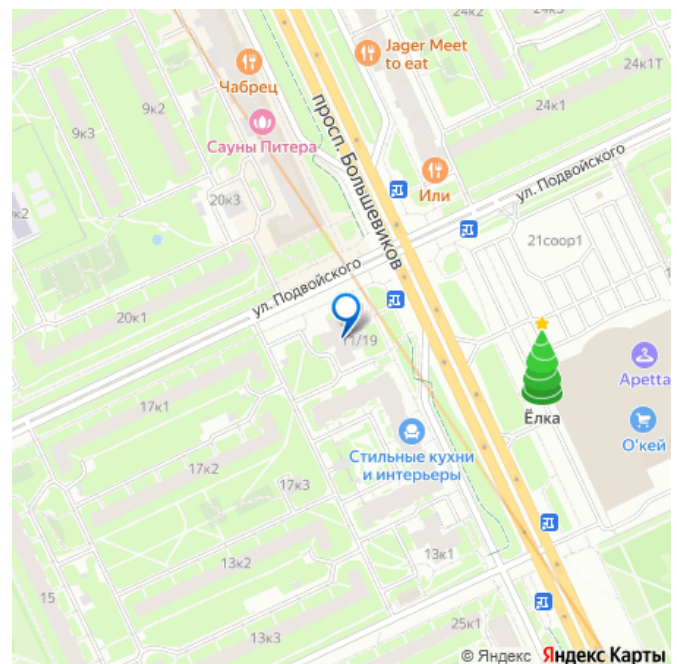 24к2
24к3
Jager Meet
to eat
24к1Т
Чабрец
9к2
24к1
9к3
просп. Большевиков
Сауны Питера
ул. Подвойского
Или
20к3
21соор1
ул. Подвойского
20к1
11/19
Apetta
17к1
Ёлка
О'кей
Стильные кухни
и интерьеры
17к2
17к3
13к1
13к2
15
25к1
13к3
© Яндекс Яндекс Карты